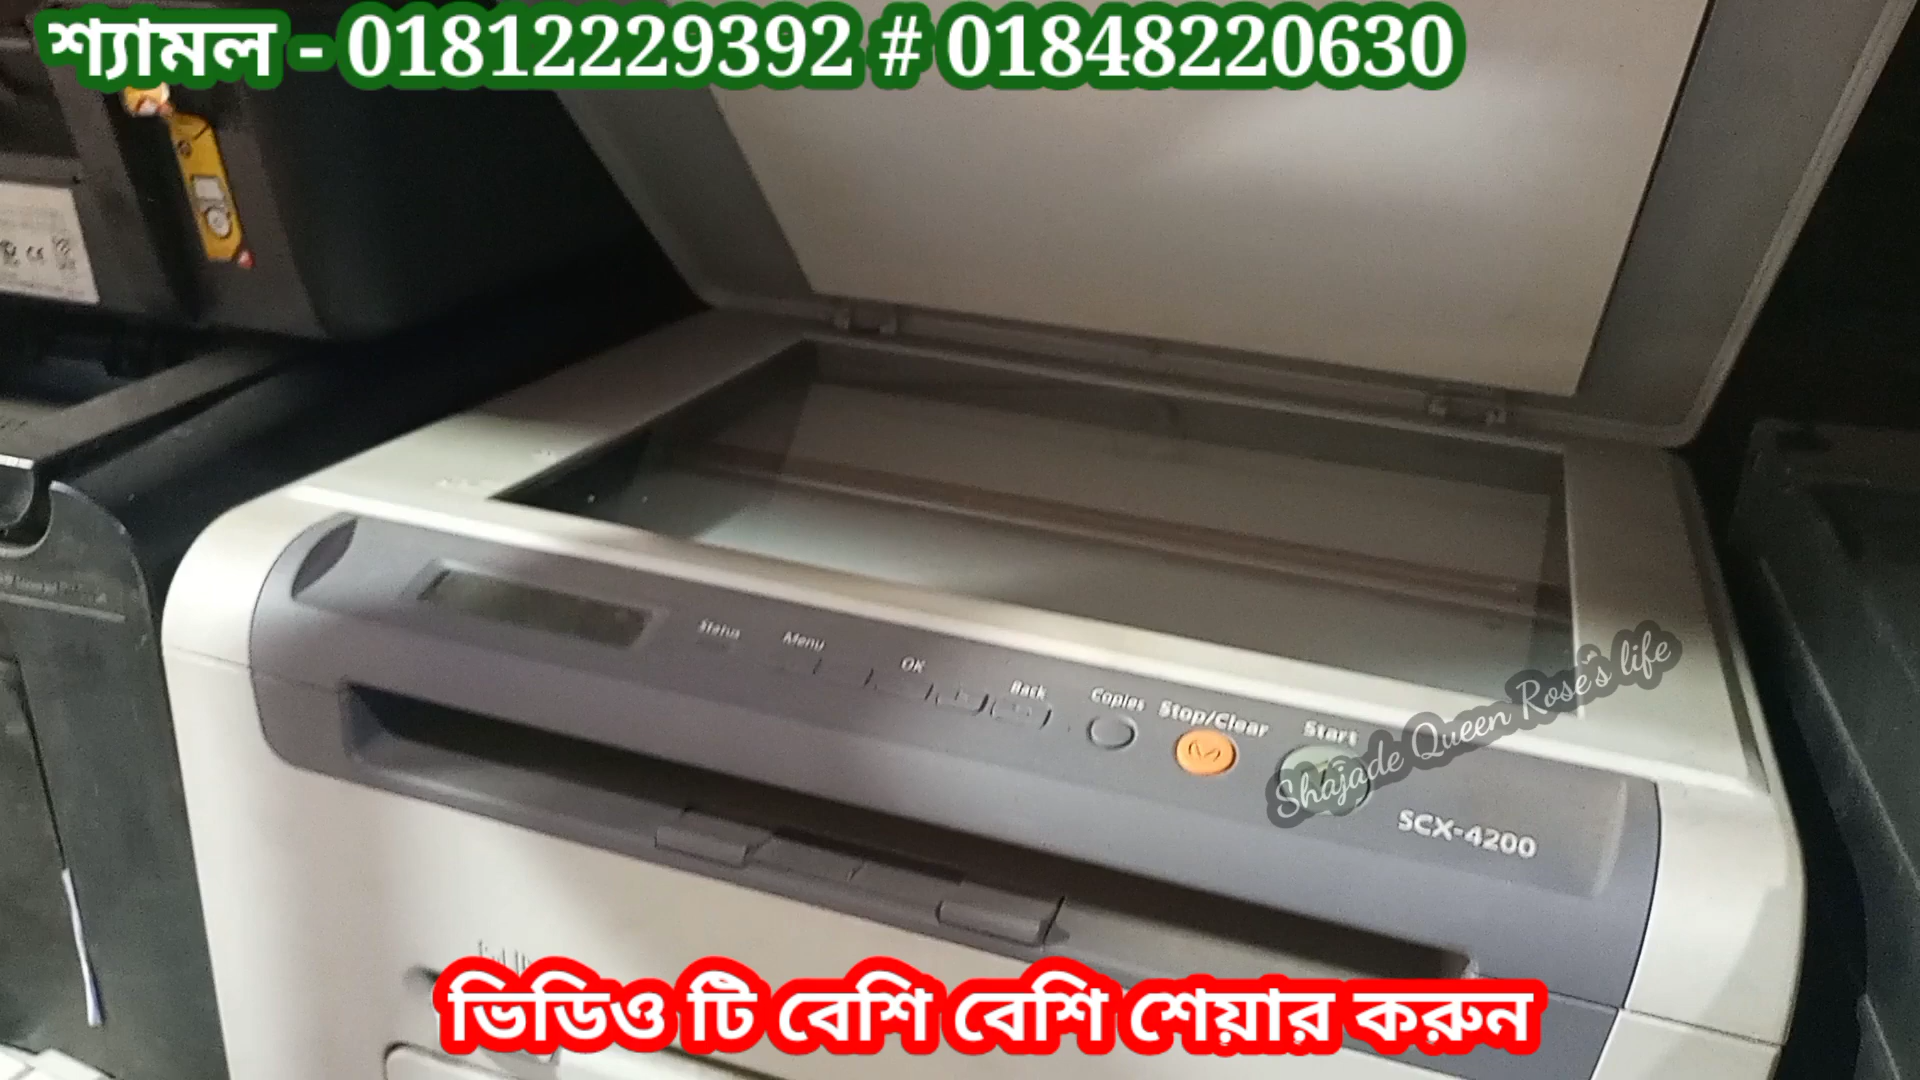 শ্যামল - 01812229392 # 01848220630
Status
Menu
OK
Back
Copies
Stop/Clear
Start
Shajade Queen Rose's life
SCX-4200
ভিডিও টি বেশি বেশি শেয়ার করুন